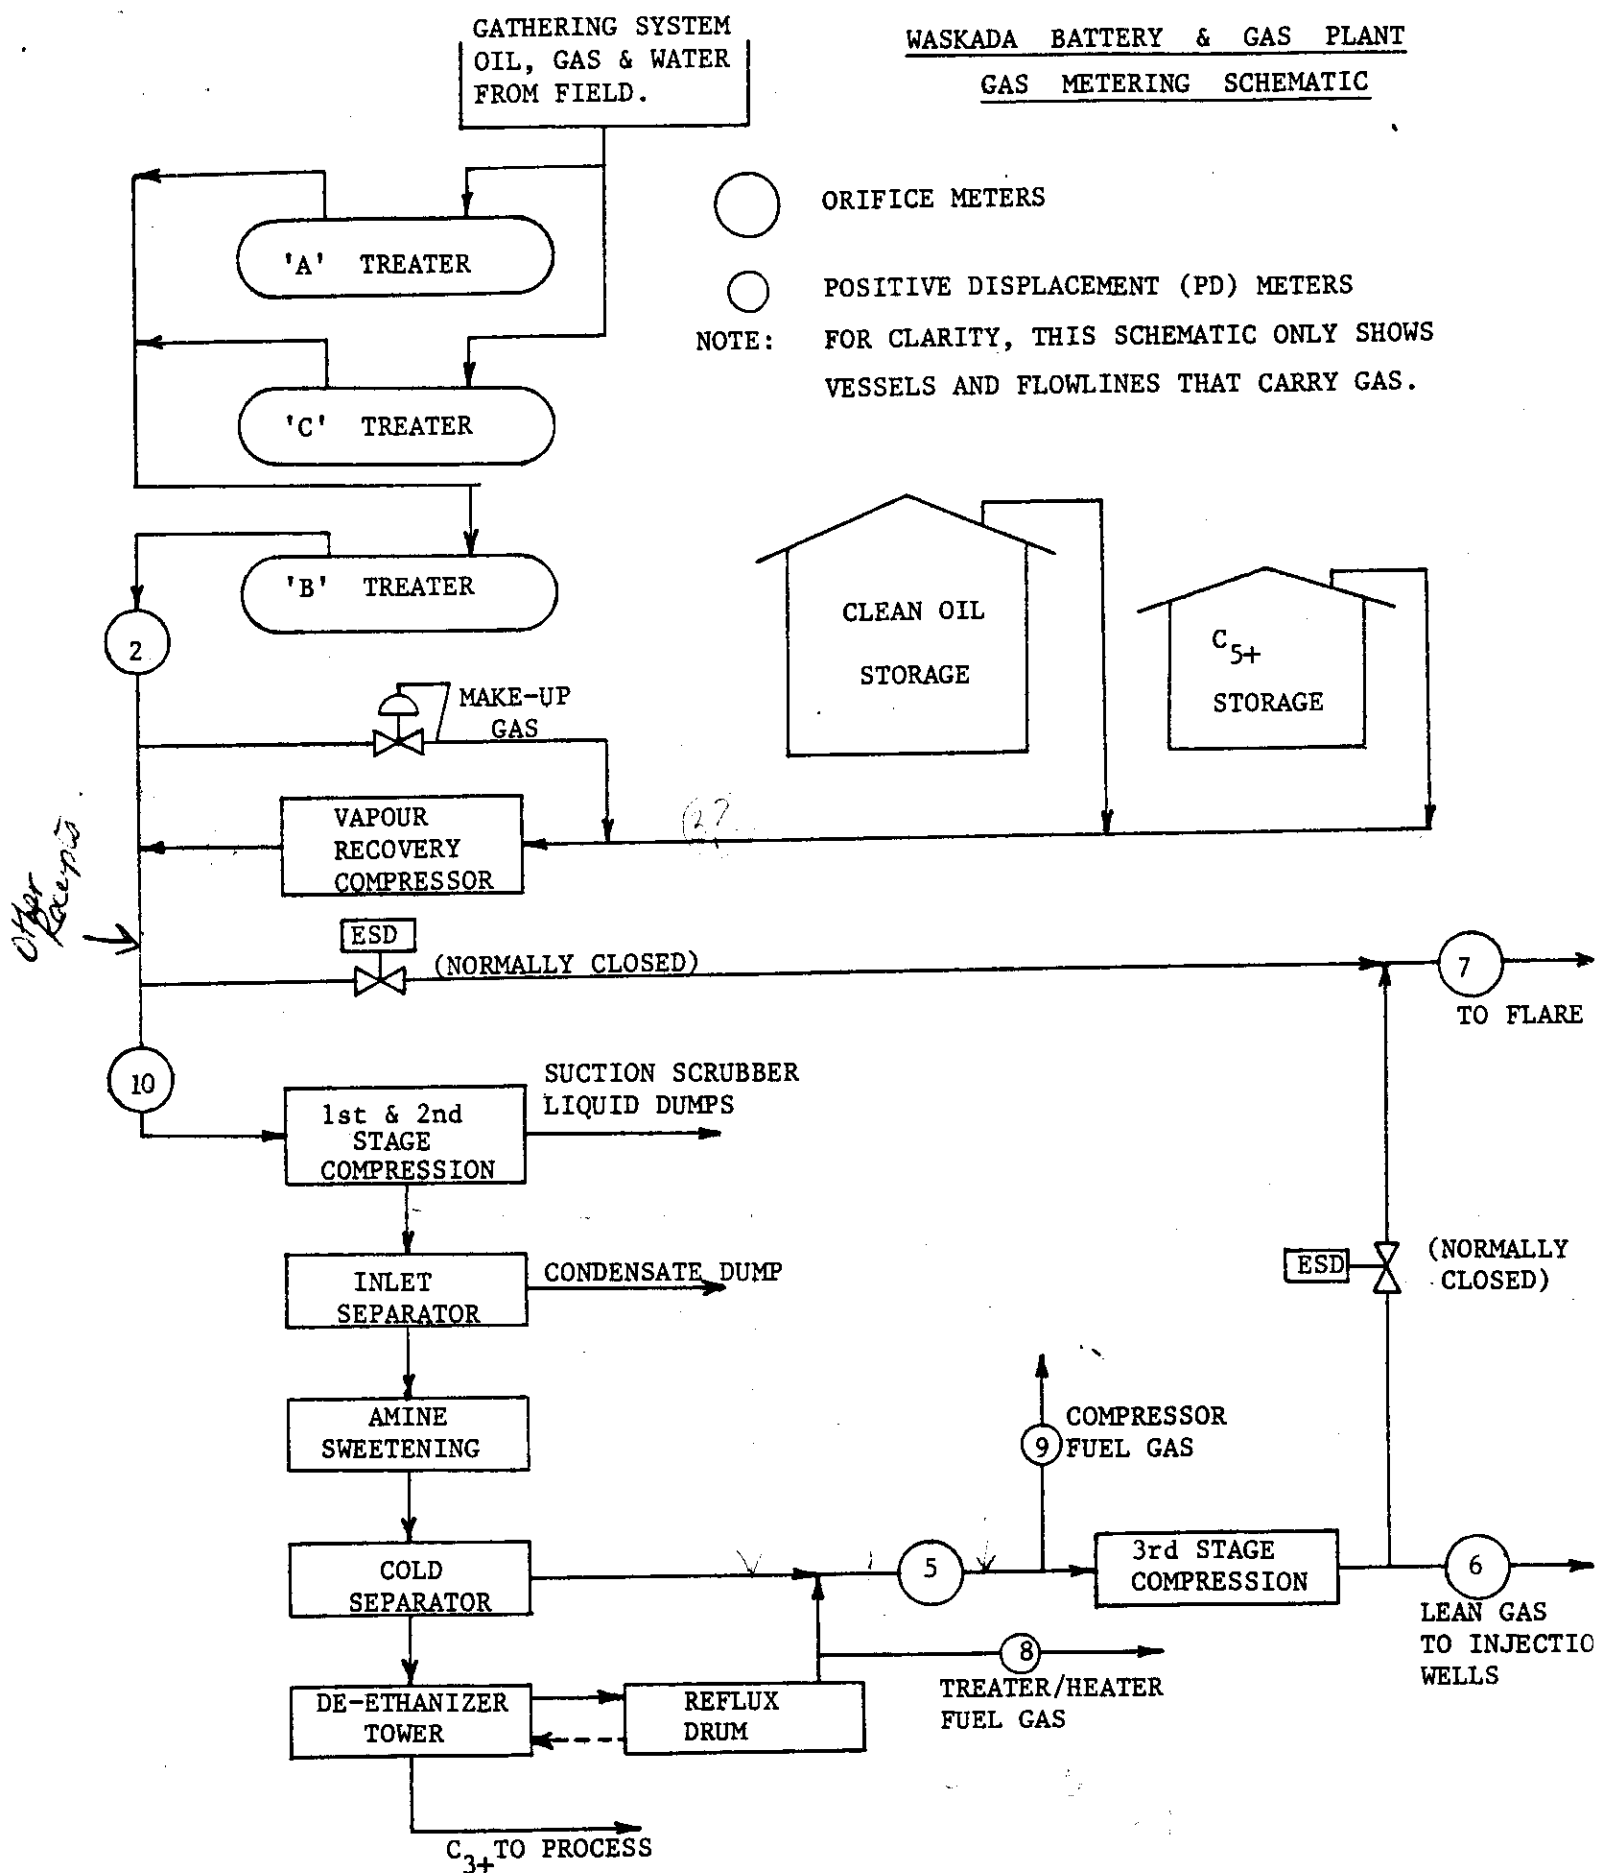 GATHERING SYSTEM
OIL, GAS & WATER
FROM FIELD.
WASKADA BATTERY & GAS PLANT
GAS METERING SCHEMATIC
ORIFICE METERS
POSITIVE DISPLACEMENT (PD) METERS
NOTE: FOR CLARITY, THIS SCHEMATIC ONLY SHOWS
VESSELS AND FLOWLINES THAT CARRY GAS.
'A' TREATER
'C' TREATER
'B' TREATER
2
CLEAN OIL
STORAGE
C5+
STORAGE
MAKE-UP
GAS
VAPOUR
RECOVERY
COMPRESSOR
Other
Receipts
ESD
(NORMALLY CLOSED)
7
TO FLARE
10
1st & 2nd
STAGE
COMPRESSION
SUCTION SCRUBBER
LIQUID DUMPS
INLET
SEPARATOR
CONDENSATE DUMP
ESD
(NORMALLY
CLOSED)
AMINE
SWEETENING
9
COMPRESSOR
FUEL GAS
COLD
SEPARATOR
5
3rd STAGE
COMPRESSION
6
LEAN GAS
TO INJECTIO
WELLS
8
TREATER/HEATER
FUEL GAS
DE-ETHANIZER
TOWER
REFLUX
DRUM
C3+ TO PROCESS